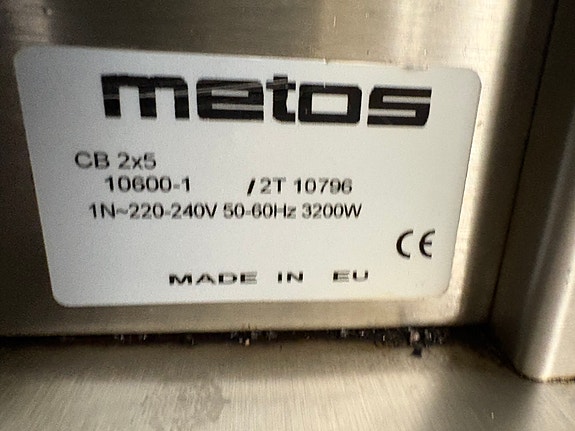 metos
CB 2x5
10600-1 /2T 10796
1N~220-240V 50-60Hz 3200W
CE
MADE IN EU